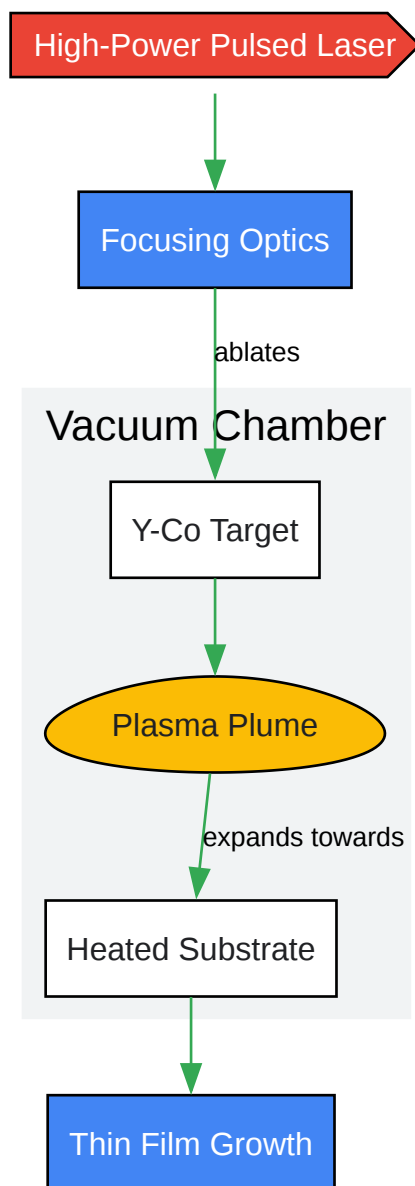 High-Power Pulsed Laser
Focusing Optics
ablates
Vacuum Chamber
Y-Co Target
Plasma Plume
expands towards
Heated Substrate
Thin Film Growth